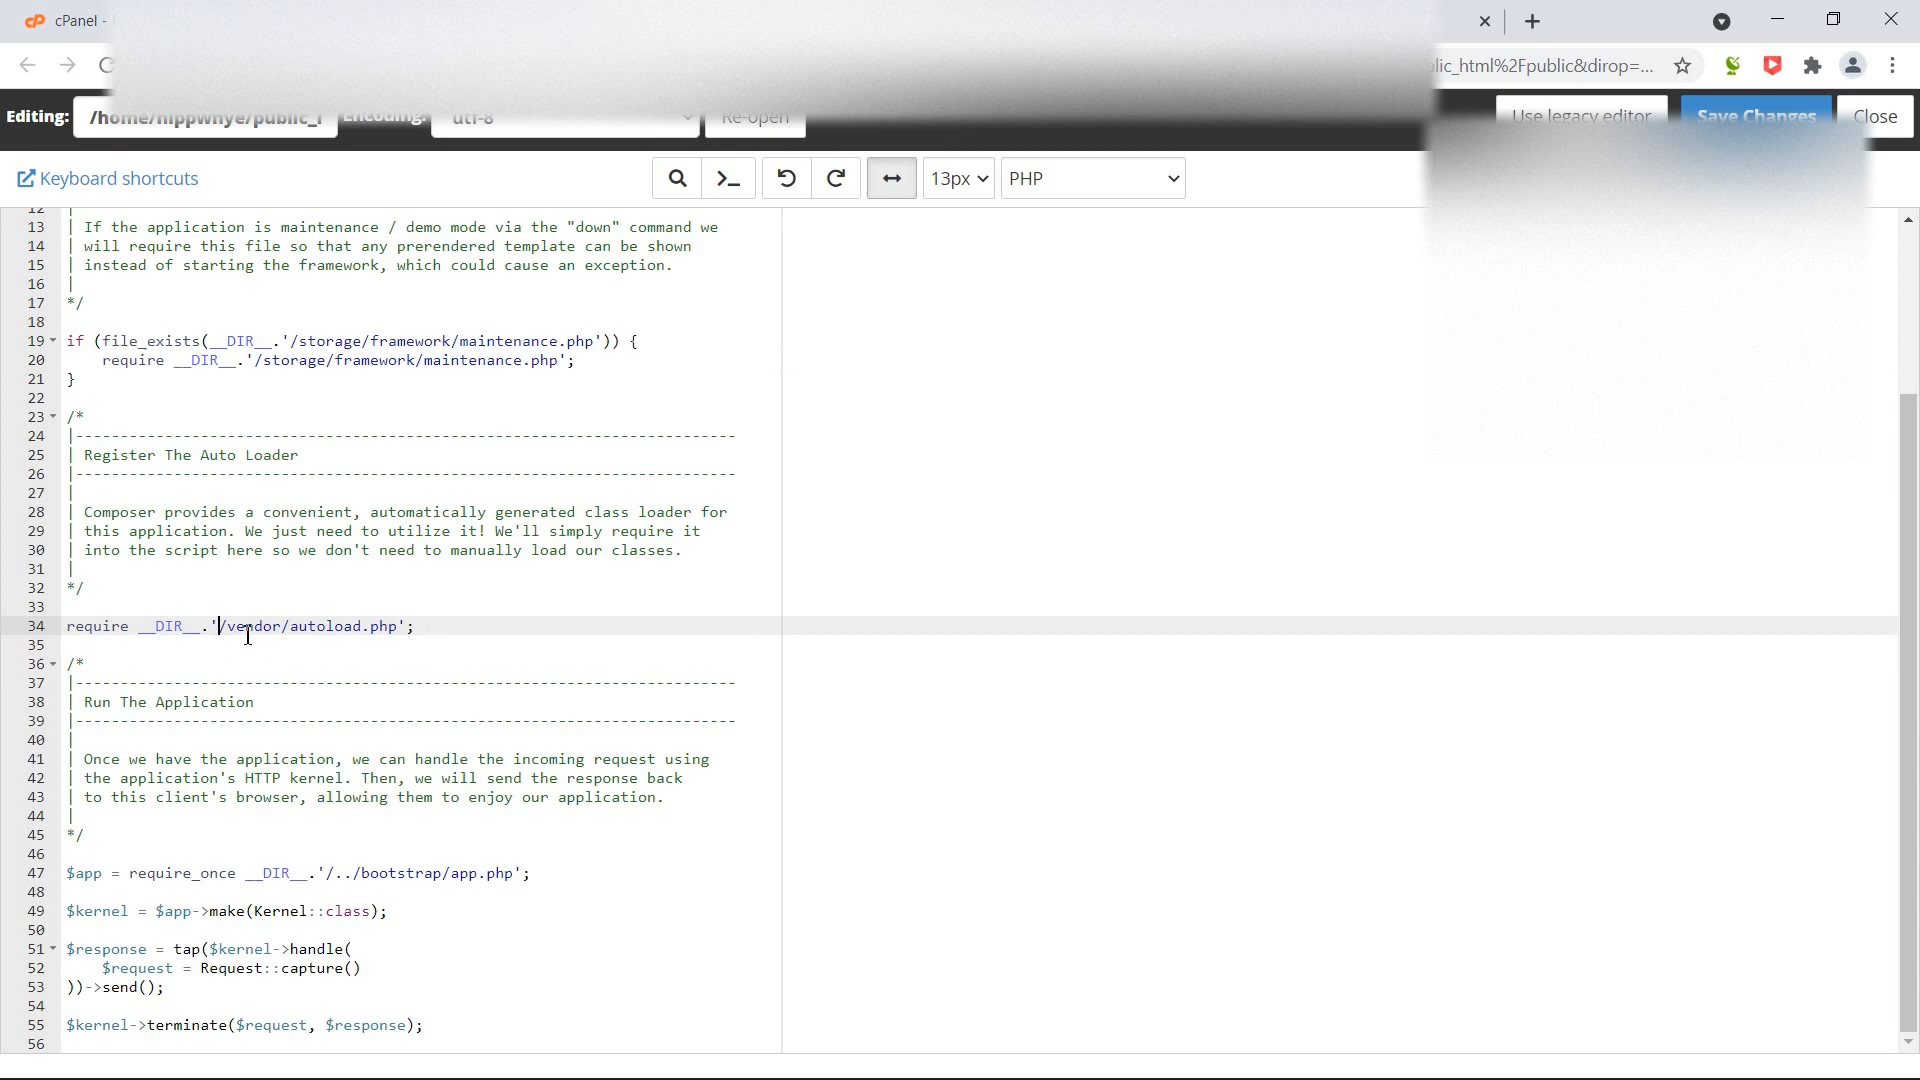 cPanel -
lic_html%2Fpublic&dirop=...
Editing: /home/hippwnye/public_l Encoding: utf-8 Re-open Use legacy editor Save Changes Close
Keyboard shortcuts 13px PHP
12 |
13 | If the application is maintenance / demo mode via the "down" command we
14 | will require this file so that any prerendered template can be shown
15 | instead of starting the framework, which could cause an exception.
16 |
17 */
18
19 if (file_exists(__DIR__.'/storage/framework/maintenance.php')) {
20 require __DIR__.'/storage/framework/maintenance.php';
21 }
22
23 /*
24 |--------------------------------------------------------------------------
25 | Register The Auto Loader
26 |--------------------------------------------------------------------------
27 |
28 | Composer provides a convenient, automatically generated class loader for
29 | this application. We just need to utilize it! We'll simply require it
30 | into the script here so we don't need to manually load our classes.
31 |
32 */
33
34 require __DIR__.'/vendor/autoload.php';
35
36 /*
37 |--------------------------------------------------------------------------
38 | Run The Application
39 |--------------------------------------------------------------------------
40 |
41 | Once we have the application, we can handle the incoming request using
42 | the application's HTTP kernel. Then, we will send the response back
43 | to this client's browser, allowing them to enjoy our application.
44 |
45 */
46
47 $app = require_once __DIR__.'/../bootstrap/app.php';
48
49 $kernel = $app->make(Kernel::class);
50
51 $response = tap($kernel->handle(
52 $request = Request::capture()
53 ))->send();
54
55 $kernel->terminate($request, $response);
56